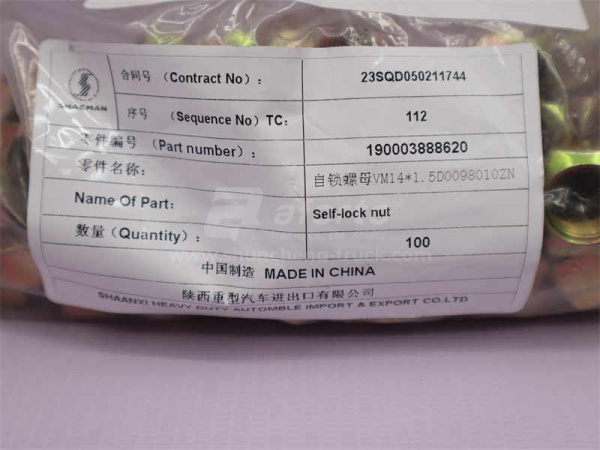 合同号（Contract No）： 23SQD050211744
SHACMAN
序号 （Sequence No）TC： 112
零件编号（Part number）： 190003888620
零件名称： 自锁螺母VM14*1.5D0098010ZN
Name Of Part: Self-lock nut
数量（Quantity）： 100
中国制造 MADE IN CHINA
陕西重型汽车进出口有限公司
SHAANXI HEAVY DUTY AUTOMBLE IMPORT & EXPORT CO.LTD